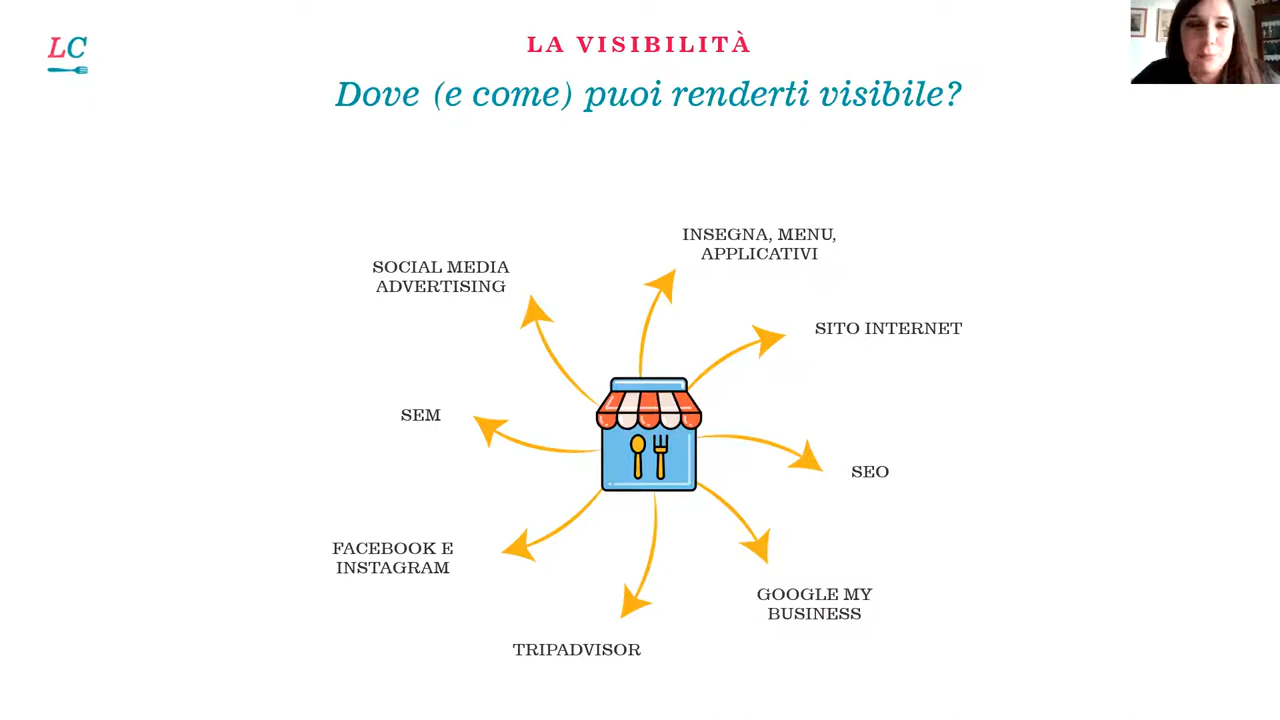 LC
LA VISIBILITÀ
Dove (e come) puoi renderti visibile?
INSEGNA, MENU,
APPLICATIVI
SOCIAL MEDIA
ADVERTISING
SITO INTERNET
SEM
SEO
FACEBOOK E
INSTAGRAM
GOOGLE MY
BUSINESS
TRIPADVISOR